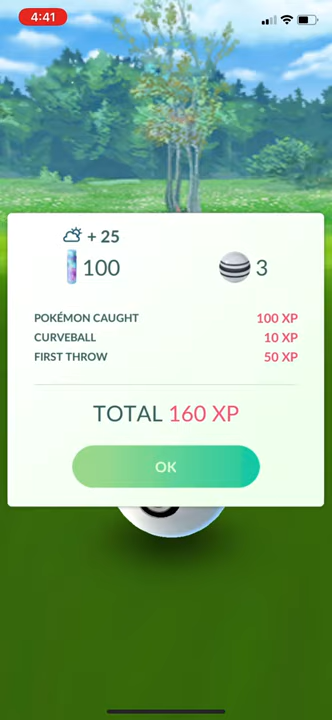 4:41
+ 25
100
3
POKÉMON CAUGHT 100 XP
CURVEBALL 10 XP
FIRST THROW 50 XP
TOTAL 160 XP
OK